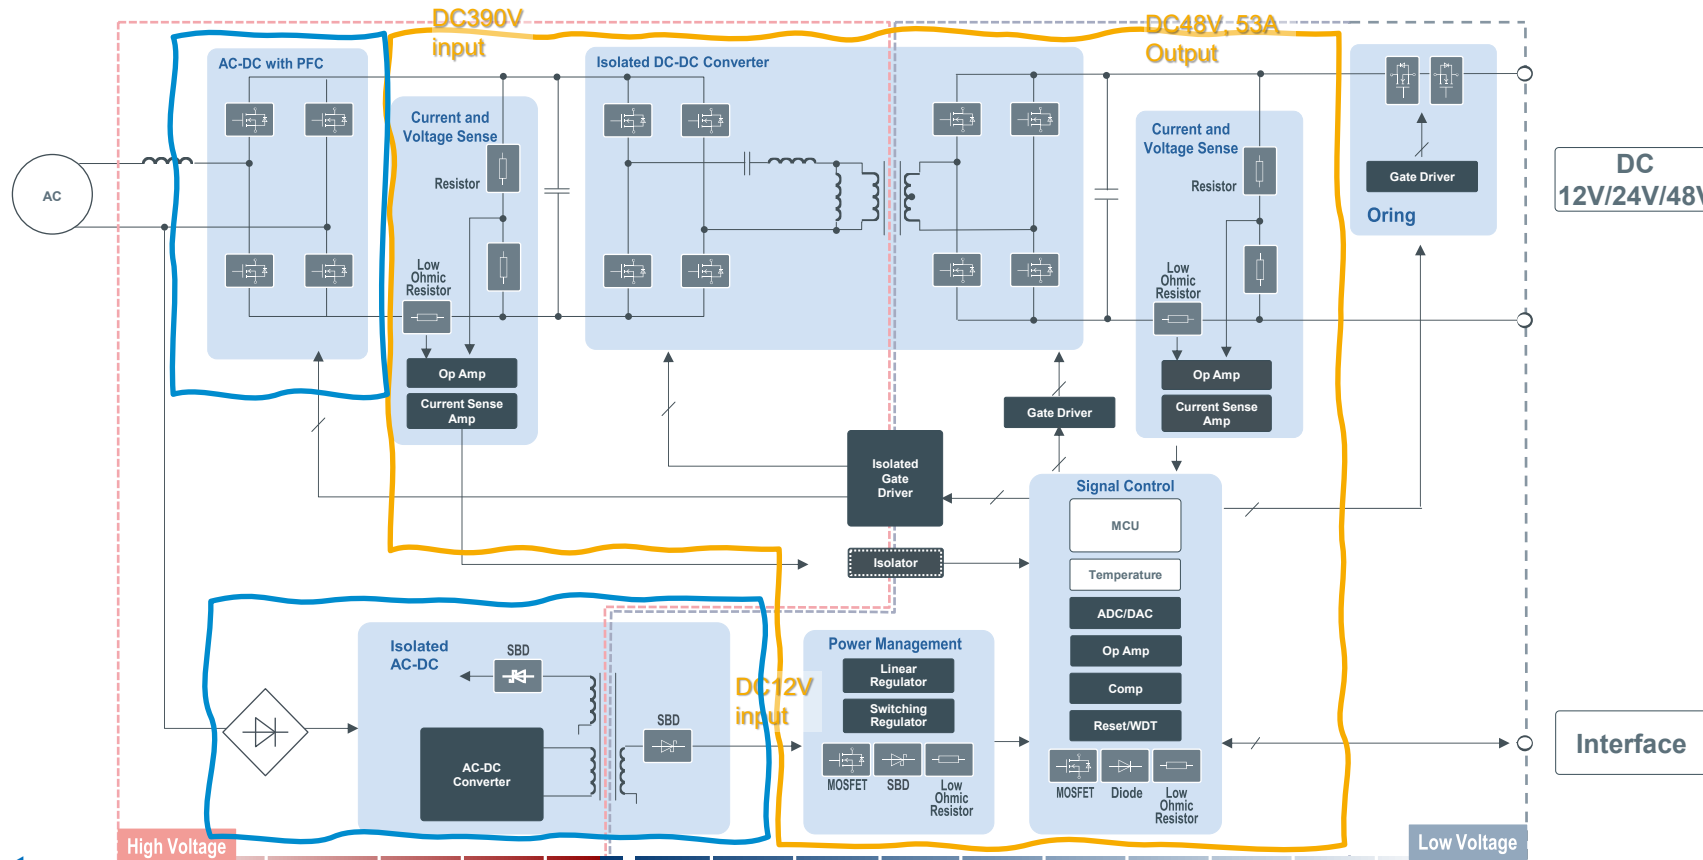 DC390V
input
DC48V, 53A
Output
AC-DC with PFC
Isolated DC-DC Converter
Current and
Voltage Sense
Resistor
Low
Ohmic
Resistor
Op Amp
Current Sense
Amp
AC
Current and
Voltage Sense
Resistor
Low
Ohmic
Resistor
Op Amp
Current Sense
Amp
Gate Driver
Oring
DC
12V/24V/48V
Gate Driver
Isolated
Gate
Driver
Isolator
Signal Control
MCU
Temperature
ADC/DAC
Op Amp
Comp
Reset/WDT
MOSFET
Diode
Low
Ohmic
Resistor
Isolated
AC-DC
SBD
SBD
AC-DC
Converter
DC12V
input
Power Management
Linear
Regulator
Switching
Regulator
MOSFET
SBD
Low
Ohmic
Resistor
Interface
High Voltage
Low Voltage